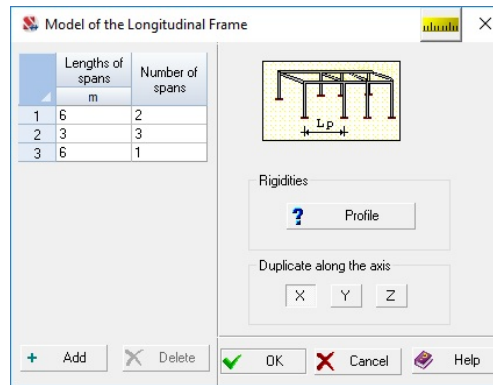 Model of the Longitudinal Frame
Lengths of spans
Number of spans
m
1 6 2
2 3 3
3 6 1
Lp
Rigidities
? Profile
Duplicate along the axis
X Y Z
+ Add
Delete
OK
Cancel
Help